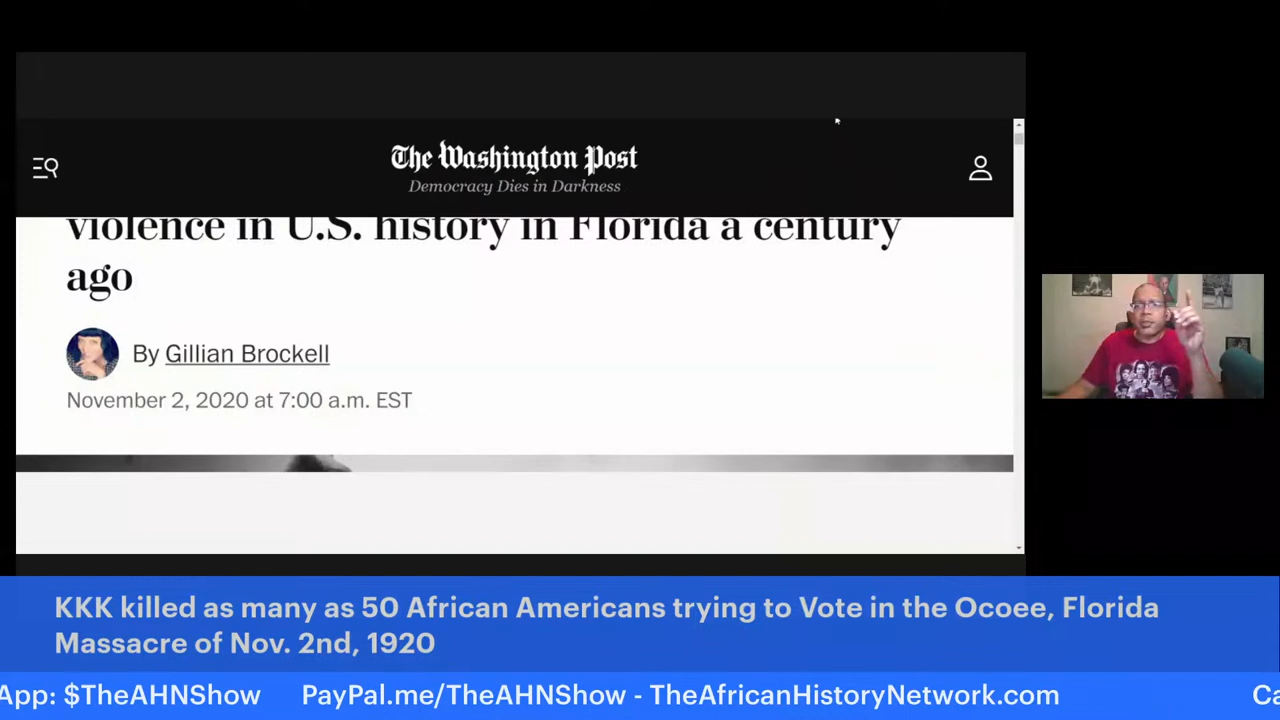 The Washington Post
Democracy Dies in Darkness
violence in U.S. history in Florida a century
ago
By Gillian Brockell
November 2, 2020 at 7:00 a.m. EST
KKK killed as many as 50 African Americans trying to Vote in the Ocoee, Florida
Massacre of Nov. 2nd, 1920
App: $TheAHNShow PayPal.me/TheAHNShow - TheAfricanHistoryNetwork.com Ca